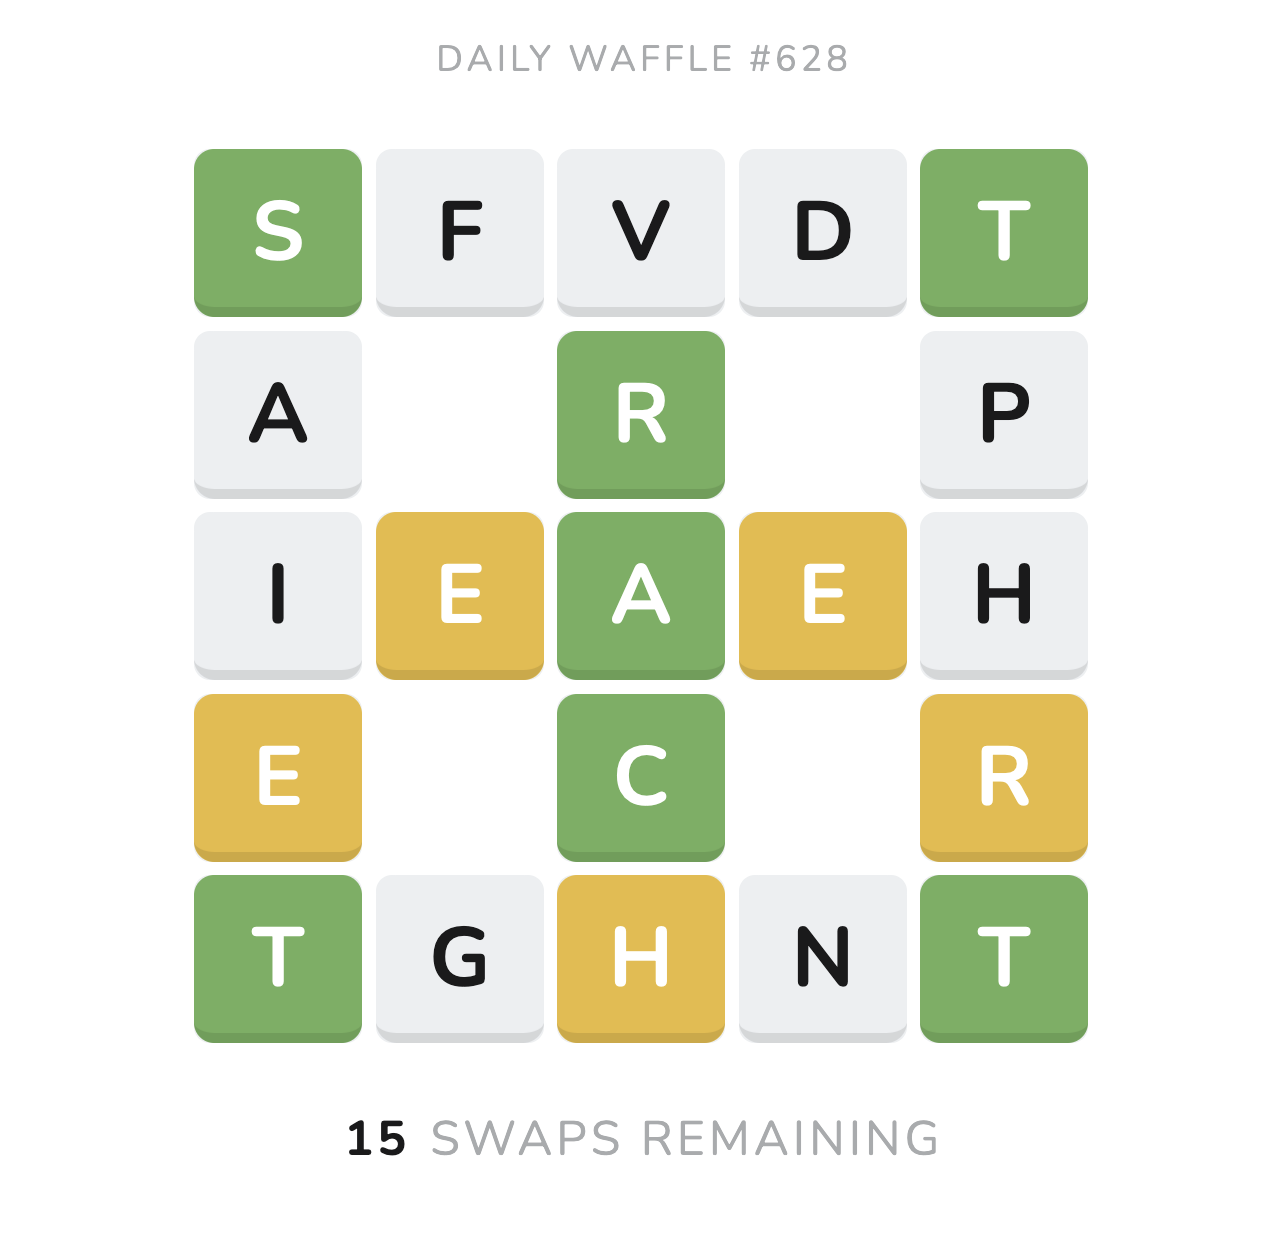 DAILY WAFFLE #628
S F V D T
A R P
I E A E H
E C R
T G H N T
15 SWAPS REMAINING